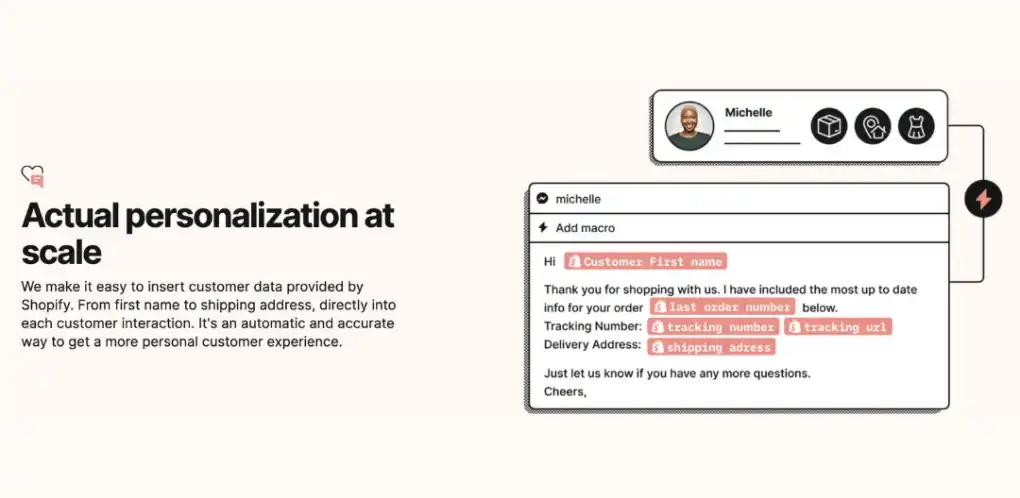 Actual personalization at
scale
We make it easy to insert customer data provided by
Shopify. From first name to shipping address, directly into
each customer interaction. It's an automatic and accurate
way to get a more personal customer experience.
Michelle
michelle
Add macro
Hi Customer First name
Thank you for shopping with us. I have included the most up to date
info for your order last order number below.
Tracking Number: tracking number tracking url
Delivery Address: shipping adress
Just let us know if you have any more questions.
Cheers,